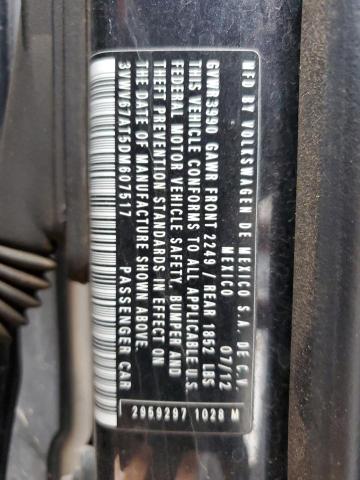 MFD BY VOLKSWAGEN DE MEXICO S.A. DE C.V.
MEXICO 07/12
GVWR 3990 GAWR FRONT 2249 / REAR 1852 LBS
THIS VEHICLE CONFORMS TO ALL APPLICABLE U.S.
FEDERAL MOTOR VEHICLE SAFETY, BUMPER AND
THEFT PREVENTION STANDARDS IN EFFECT ON
THE DATE OF MANUFACTURE SHOWN ABOVE.
PASSENGER CAR
2959297 1028 M